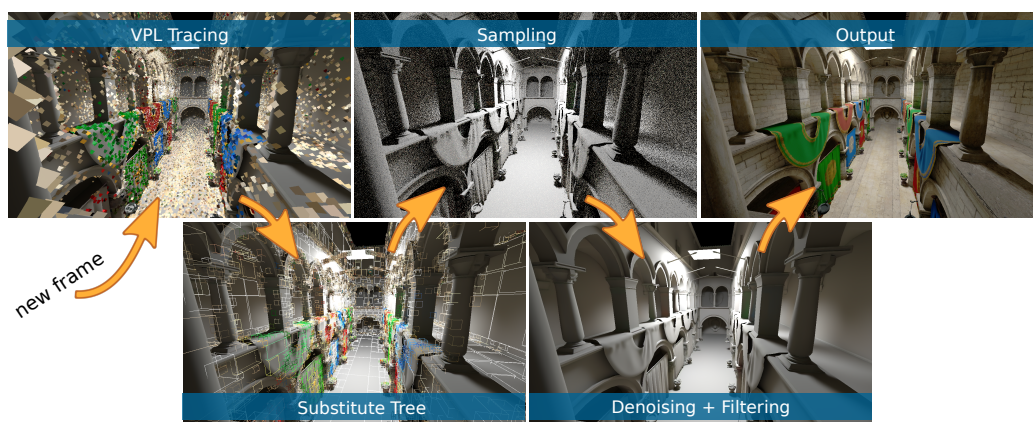 VPL Tracing
Sampling
Output
new frame
Substitute Tree
Denoising + Filtering